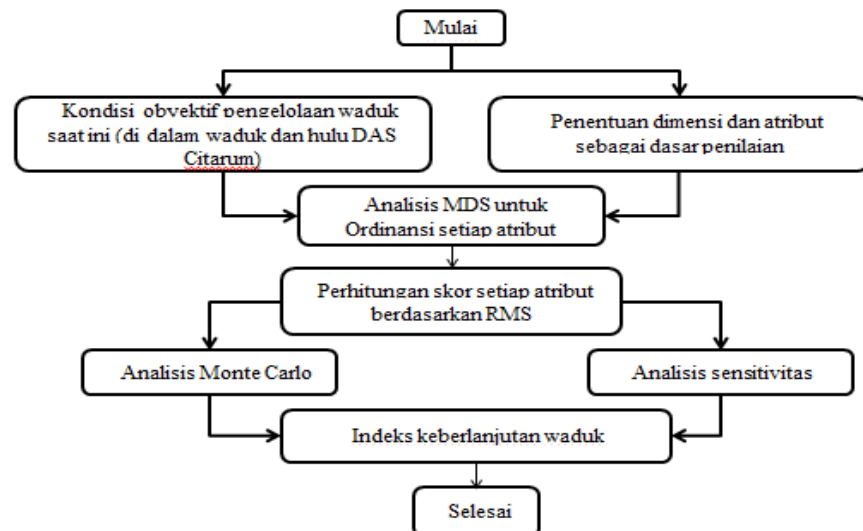 Mulai
Kondisi obyektif pengelolaan waduk
saat ini (di dalam waduk dan hulu DAS
Citarum)
Penentuan dimensi dan atribut
sebagai dasar penilaian
Analisis MDS untuk
Ordinansi setiap atribut
Perhitungan skor setiap atribut
berdasarkan RMS
Analisis Monte Carlo
Analisis sensitivitas
Indeks keberlanjutan waduk
Selesai